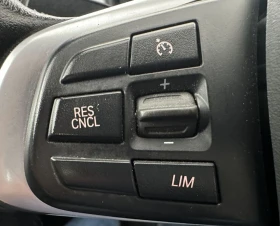 +
RES
CNCL
–
LIM